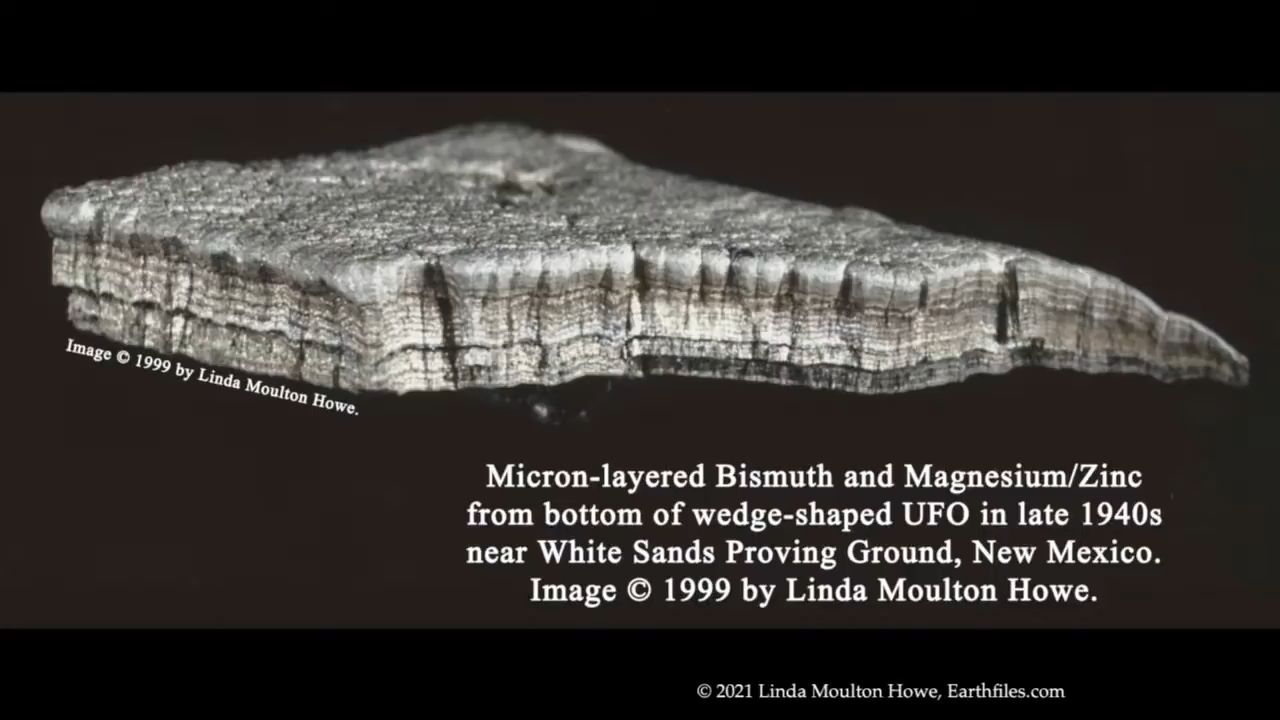 Image © 1999 by Linda Moulton Howe.
Micron-layered Bismuth and Magnesium/Zinc
from bottom of wedge-shaped UFO in late 1940s
near White Sands Proving Ground, New Mexico.
Image © 1999 by Linda Moulton Howe.
© 2021 Linda Moulton Howe, Earthfiles.com